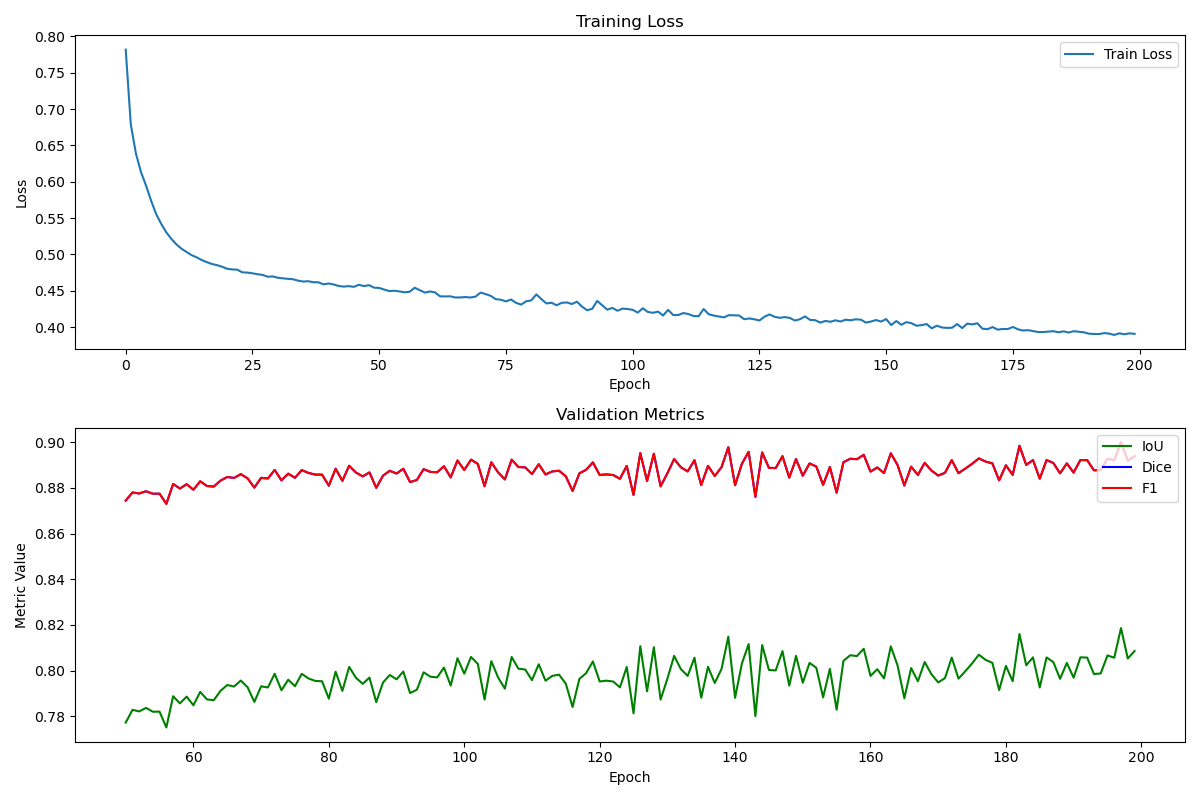 Training Loss
0.80
0.75
0.70
0.65
0.60
0.55
0.50
0.45
0.40
Loss
Train Loss
0 25 50 75 100 125 150 175 200
Epoch
Validation Metrics
0.90
0.88
0.86
0.84
0.82
0.80
0.78
Metric Value
IoU
Dice
F1
60 80 100 120 140 160 180 200
Epoch